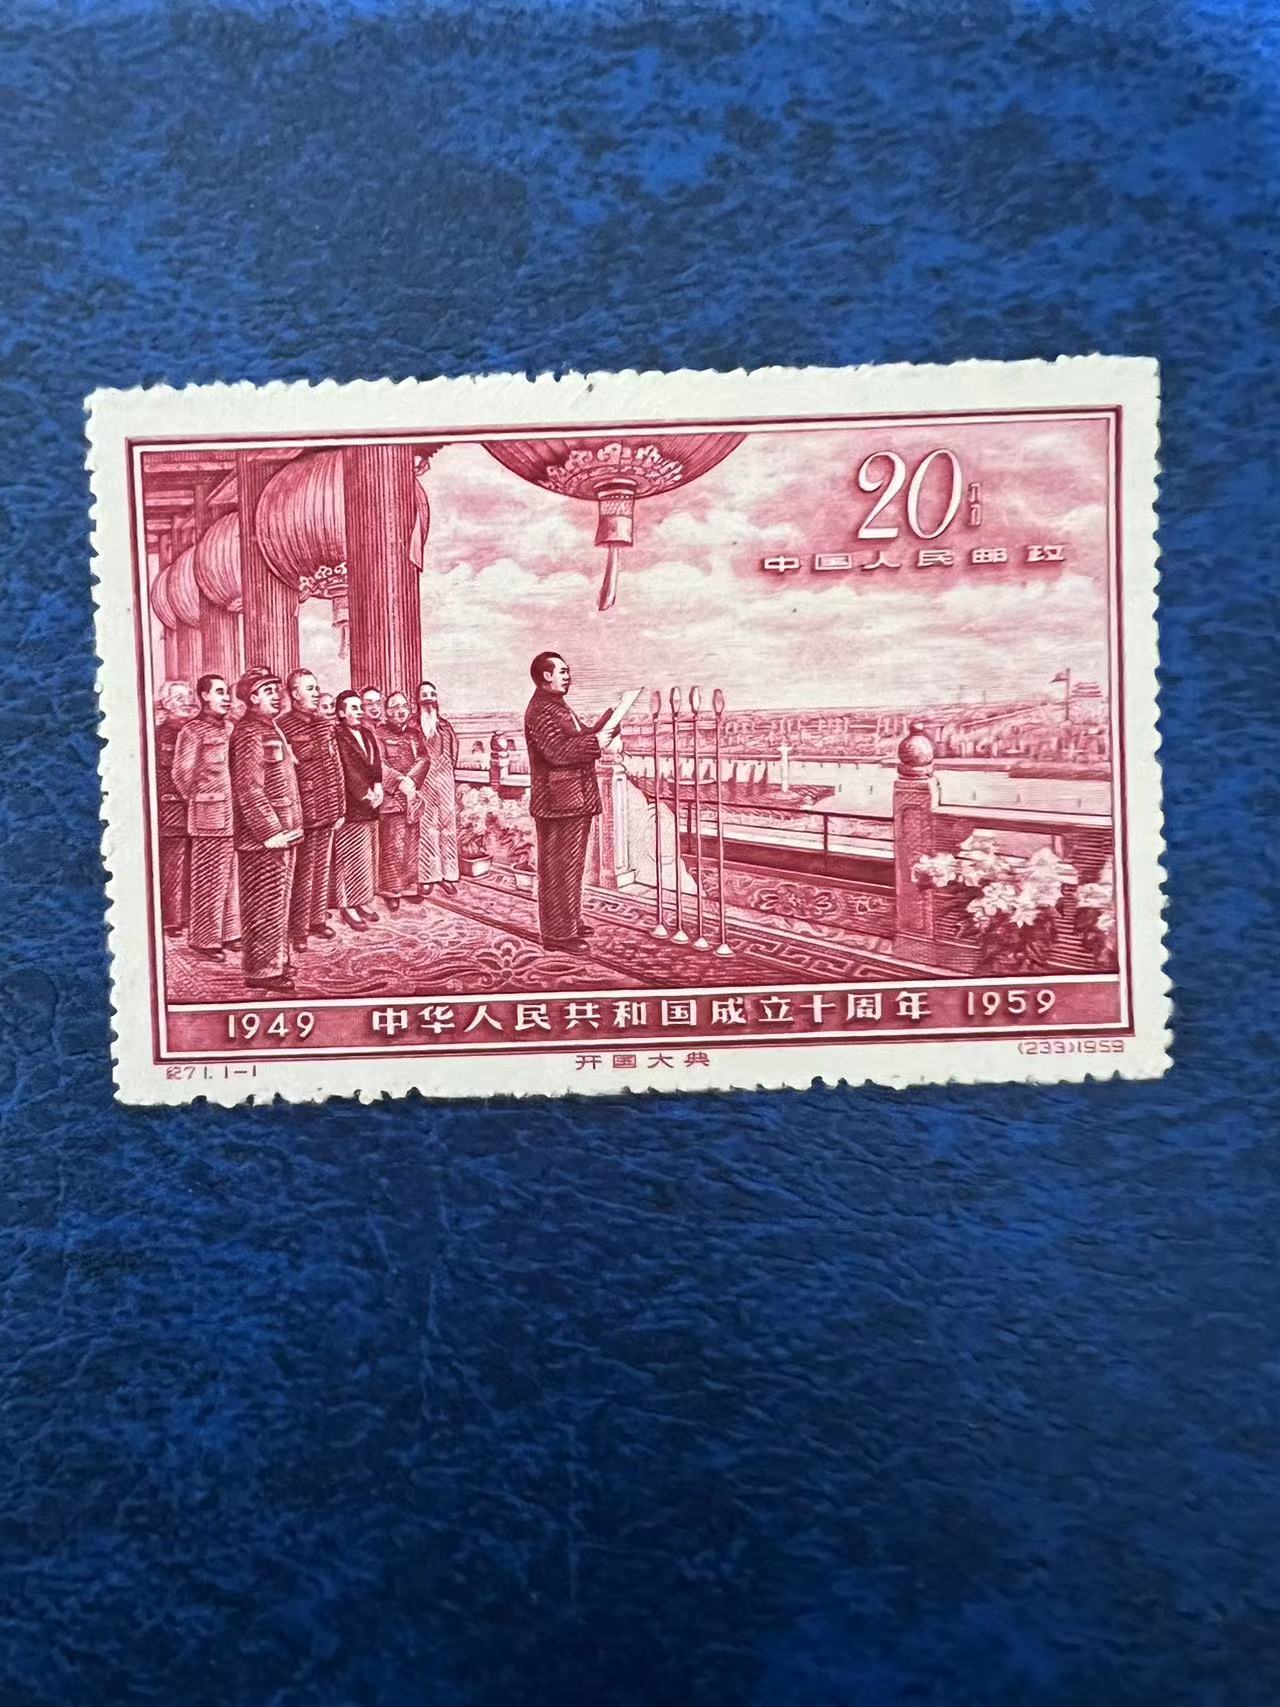 20分
中国人民邮政
1949 中华人民共和国成立十周年 1959
纪71.1-1 开国大典 (233)1959